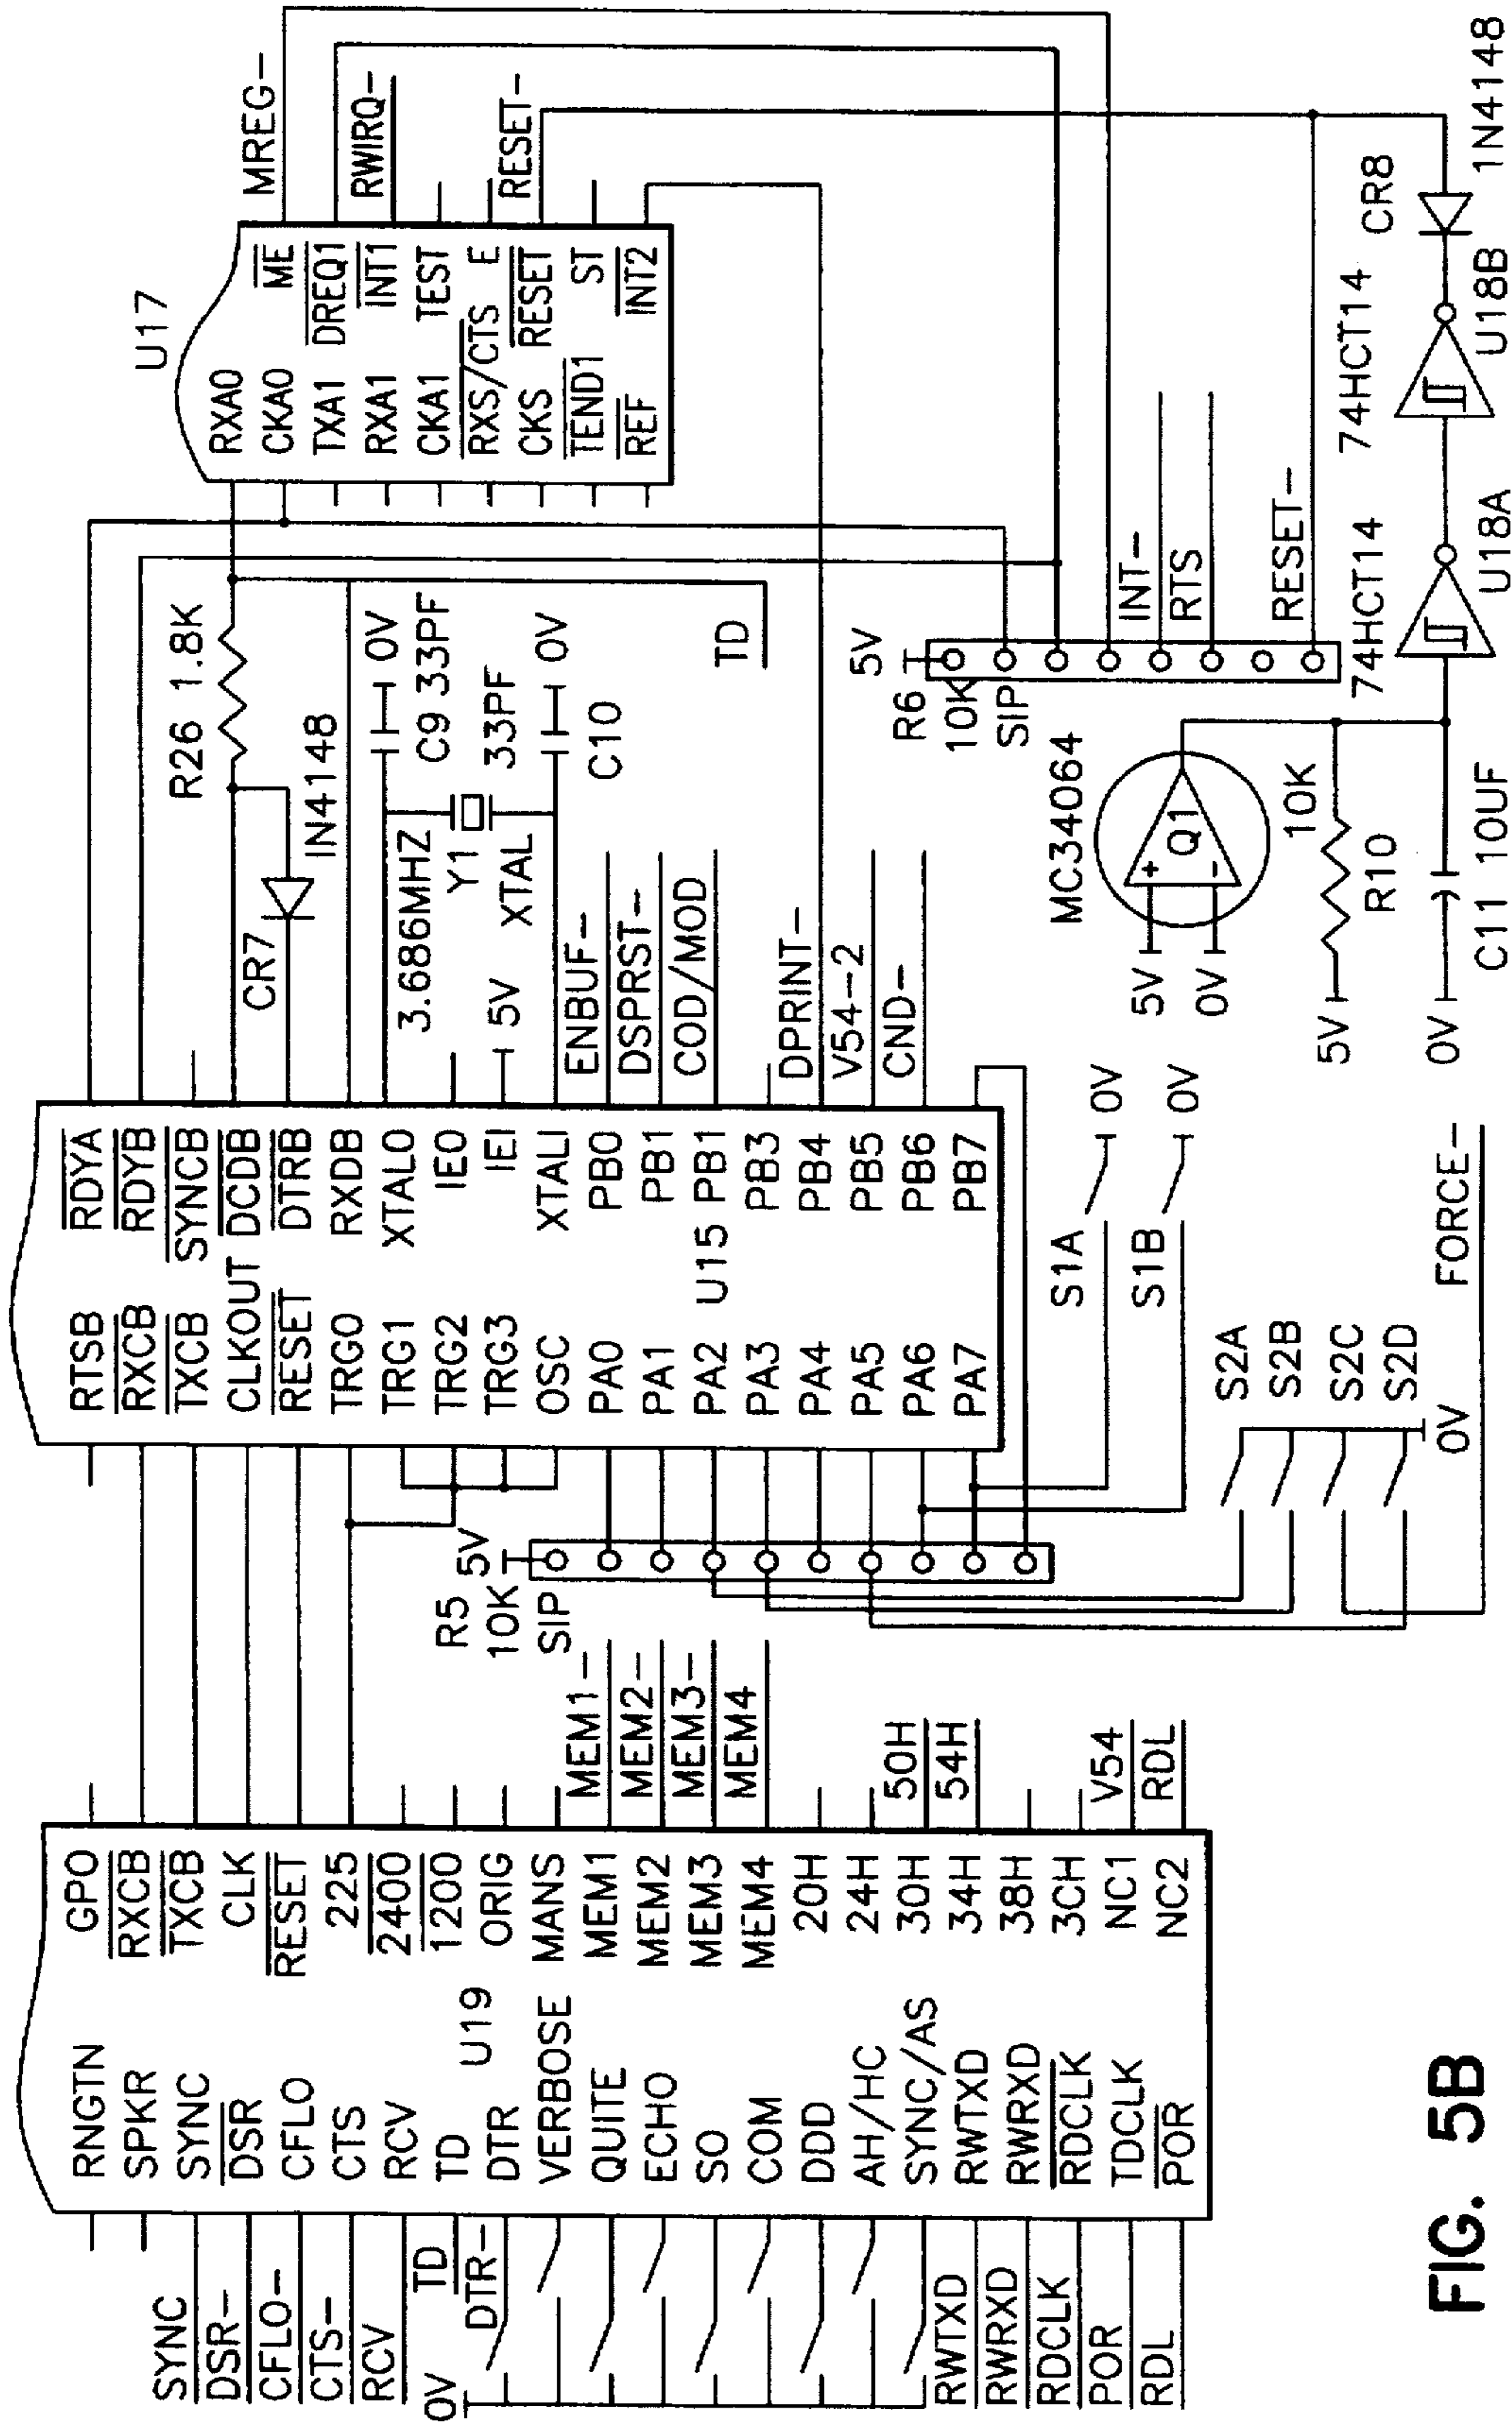 RNGTN
SPKR
SYNC
DSR
CFLO
CTS
RCV
TD
DTR
VERBOSE
QUITE
ECHO
SO
COM
DDD
AH/HC
SYNC/AS
RWTXD
RWRXD
RDCLK
TDCLK
POR
U19
GPO
RXCB
TXCB
CLK
RESET
225
2400
1200
ORIG
MANS
MEM1
MEM2
MEM3
MEM4
20H
24H
30H
34H
38H
3CH
NC1
NC2
SYNC
DSR-
CFLO-
CTS-
RCV
TD
DTR-
0V
RWTXD
RWRXD
RDCLK
POR
RDL
MEM1-
MEM2-
MEM3-
MEM4
50H
54H
V54
RDL
R5
10K
SIP
5V
RTSB
RXCB
TXCB
CLKOUT
RESET
TRG0
TRG1
TRG2
TRG3
OSC
PA0
PA1
PA2
PA3
PA4
PA5
PA6
PA7
U15
RDYA
RDYB
SYNCB
DCDB
DTRB
RXDB
XTALO
IEO
IEI
XTALI
PB0
PB1
PB1
PB3
PB4
PB5
PB6
PB7
S1A
0V
S1B
0V
S2A
S2B
S2C
S2D
0V
FORCE-
R26 1.8K
CR7
IN4148
3.686MHZ
Y1
XTAL
0V
C9 33PF
33PF
C10
0V
5V
ENBUF-
DSPRST-
COD/MOD
DPRINT-
V54--2
CND-
TD
U17
RXA0
CKA0
TXA1
RXA1
CKA1
RXS/CTS
CKS
TEND1
REF
ME
DREQ1
INT1
TEST
E
RESET
ST
INT2
MREG-
RWIRQ-
RESET-
5V
R6
10K
SIP
INT-
RTS
RESET-
MC34064
Q1
+
-
5V
0V
5V
10K
R10
0V
C11 10UF
74HCT14
U18A
74HCT14
U18B
CR8
1N4148
FIG. 5B